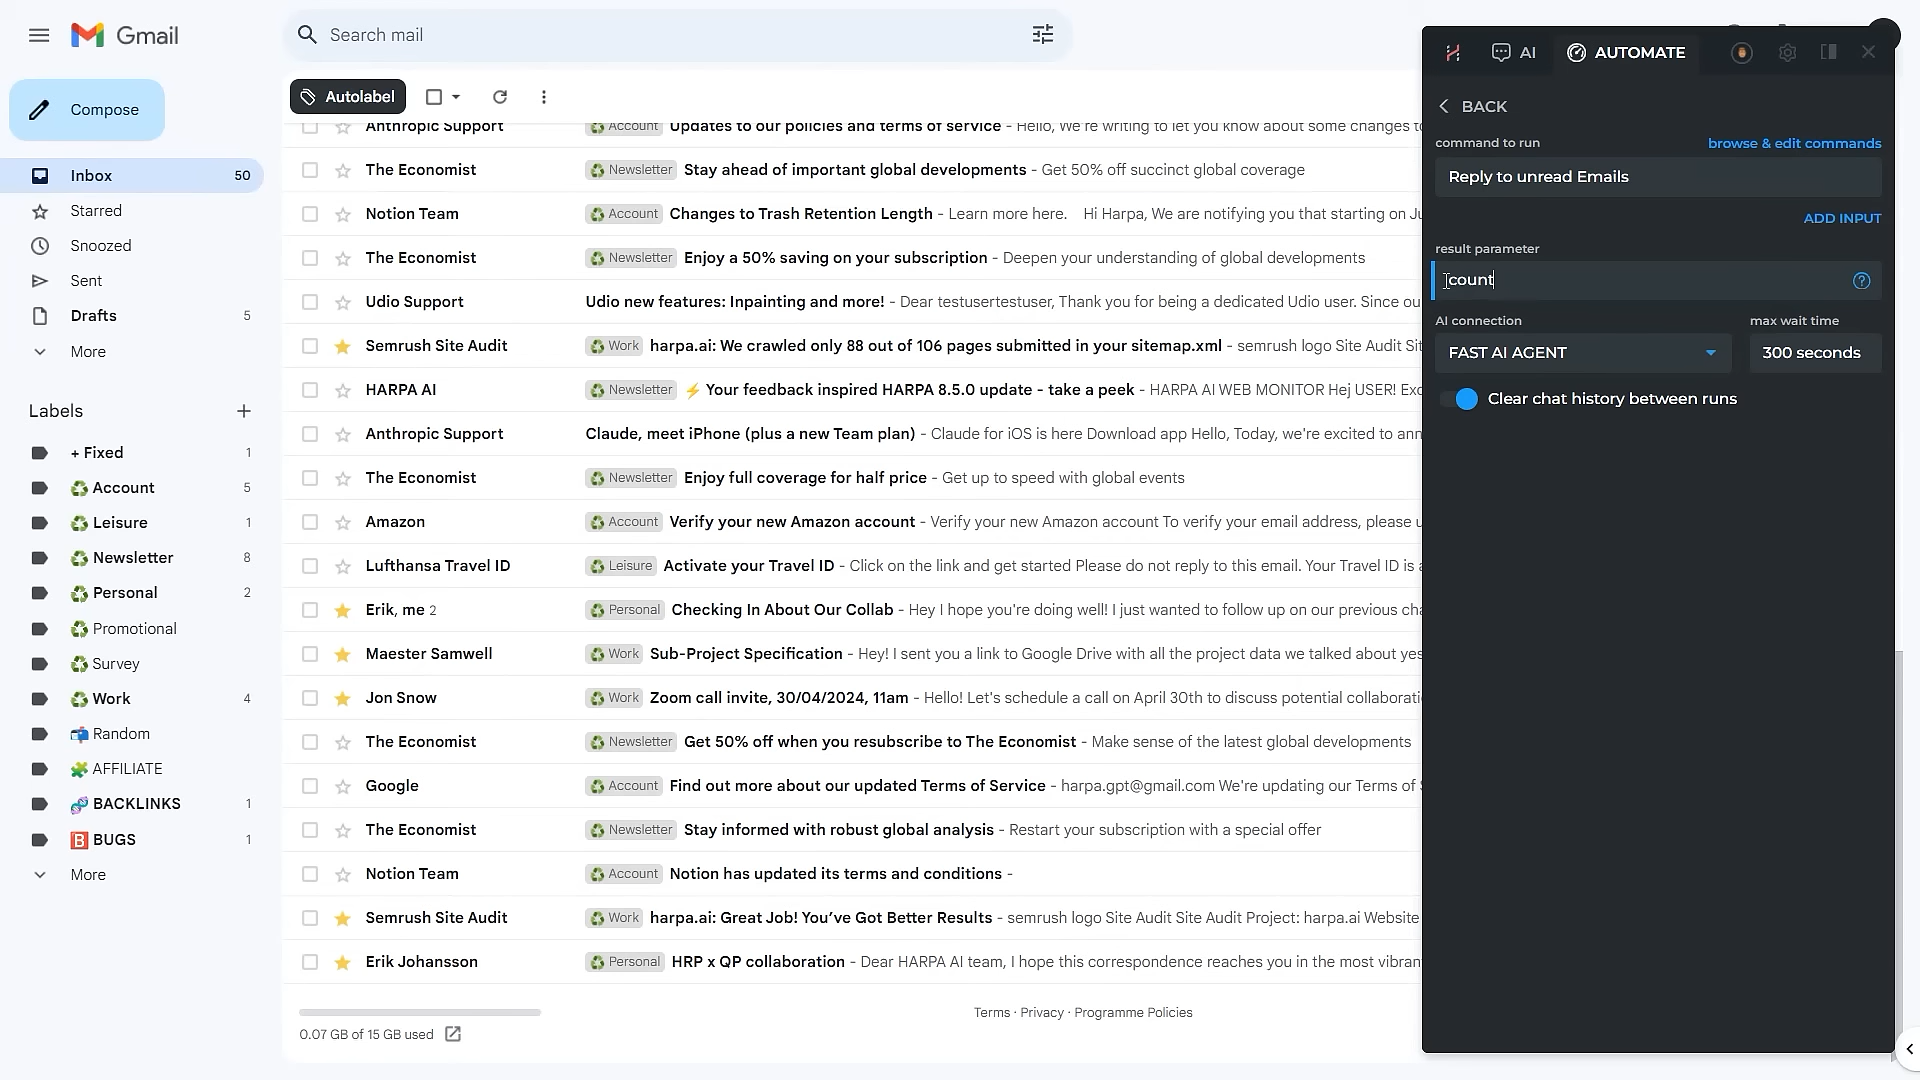 Gmail
Search mail
Compose
Inbox 50
Starred
Snoozed
Sent
Drafts 5
More
Labels
+ Fixed 1
Account 5
Leisure 1
Newsletter 8
Personal 2
Promotional
Survey
Work 4
Random
AFFILIATE
BACKLINKS 1
BUGS 1
More
Autolabel
Anthropic Support Account Updates to our policies and terms of service - Hello, We're writing to let you know about some changes to
The Economist Newsletter Stay ahead of important global developments - Get 50% off succinct global coverage
Notion Team Account Changes to Trash Retention Length - Learn more here. Hi Harpa, We are notifying you that starting on Ju
The Economist Newsletter Enjoy a 50% saving on your subscription - Deepen your understanding of global developments
Udio Support Udio new features: Inpainting and more! - Dear testusertestuser, Thank you for being a dedicated Udio user. Since ou
Semrush Site Audit Work harpa.ai: We crawled only 88 out of 106 pages submitted in your sitemap.xml - semrush logo Site Audit Sit
HARPA AI Newsletter ⚡ Your feedback inspired HARPA 8.5.0 update - take a peek - HARPA AI WEB MONITOR Hej USER! Exc
Anthropic Support Claude, meet iPhone (plus a new Team plan) - Claude for iOS is here Download app Hello, Today, we're excited to ann
The Economist Newsletter Enjoy full coverage for half price - Get up to speed with global events
Amazon Account Verify your new Amazon account - Verify your new Amazon account To verify your email address, please u
Lufthansa Travel ID Leisure Activate your Travel ID - Click on the link and get started Please do not reply to this email. Your Travel ID is a
Erik, me 2 Personal Checking In About Our Collab - Hey I hope you're doing well! I just wanted to follow up on our previous cha
Maester Samwell Work Sub-Project Specification - Hey! I sent you a link to Google Drive with all the project data we talked about yes
Jon Snow Work Zoom call invite, 30/04/2024, 11am - Hello! Let's schedule a call on April 30th to discuss potential collaborati
The Economist Newsletter Get 50% off when you resubscribe to The Economist - Make sense of the latest global developments
Google Account Find out more about our updated Terms of Service - harpa.gpt@gmail.com We're updating our Terms of S
The Economist Newsletter Stay informed with robust global analysis - Restart your subscription with a special offer
Notion Team Account Notion has updated its terms and conditions -
Semrush Site Audit Work harpa.ai: Great Job! You've Got Better Results - semrush logo Site Audit Site Audit Project: harpa.ai Website
Erik Johansson Personal HRP x QP collaboration - Dear HARPA AI team, I hope this correspondence reaches you in the most vibran
0.07 GB of 15 GB used
Terms · Privacy · Programme Policies
AI AUTOMATE
BACK
command to run browse & edit commands
Reply to unread Emails
ADD INPUT
result parameter
count
AI connection max wait time
FAST AI AGENT 300 seconds
Clear chat history between runs